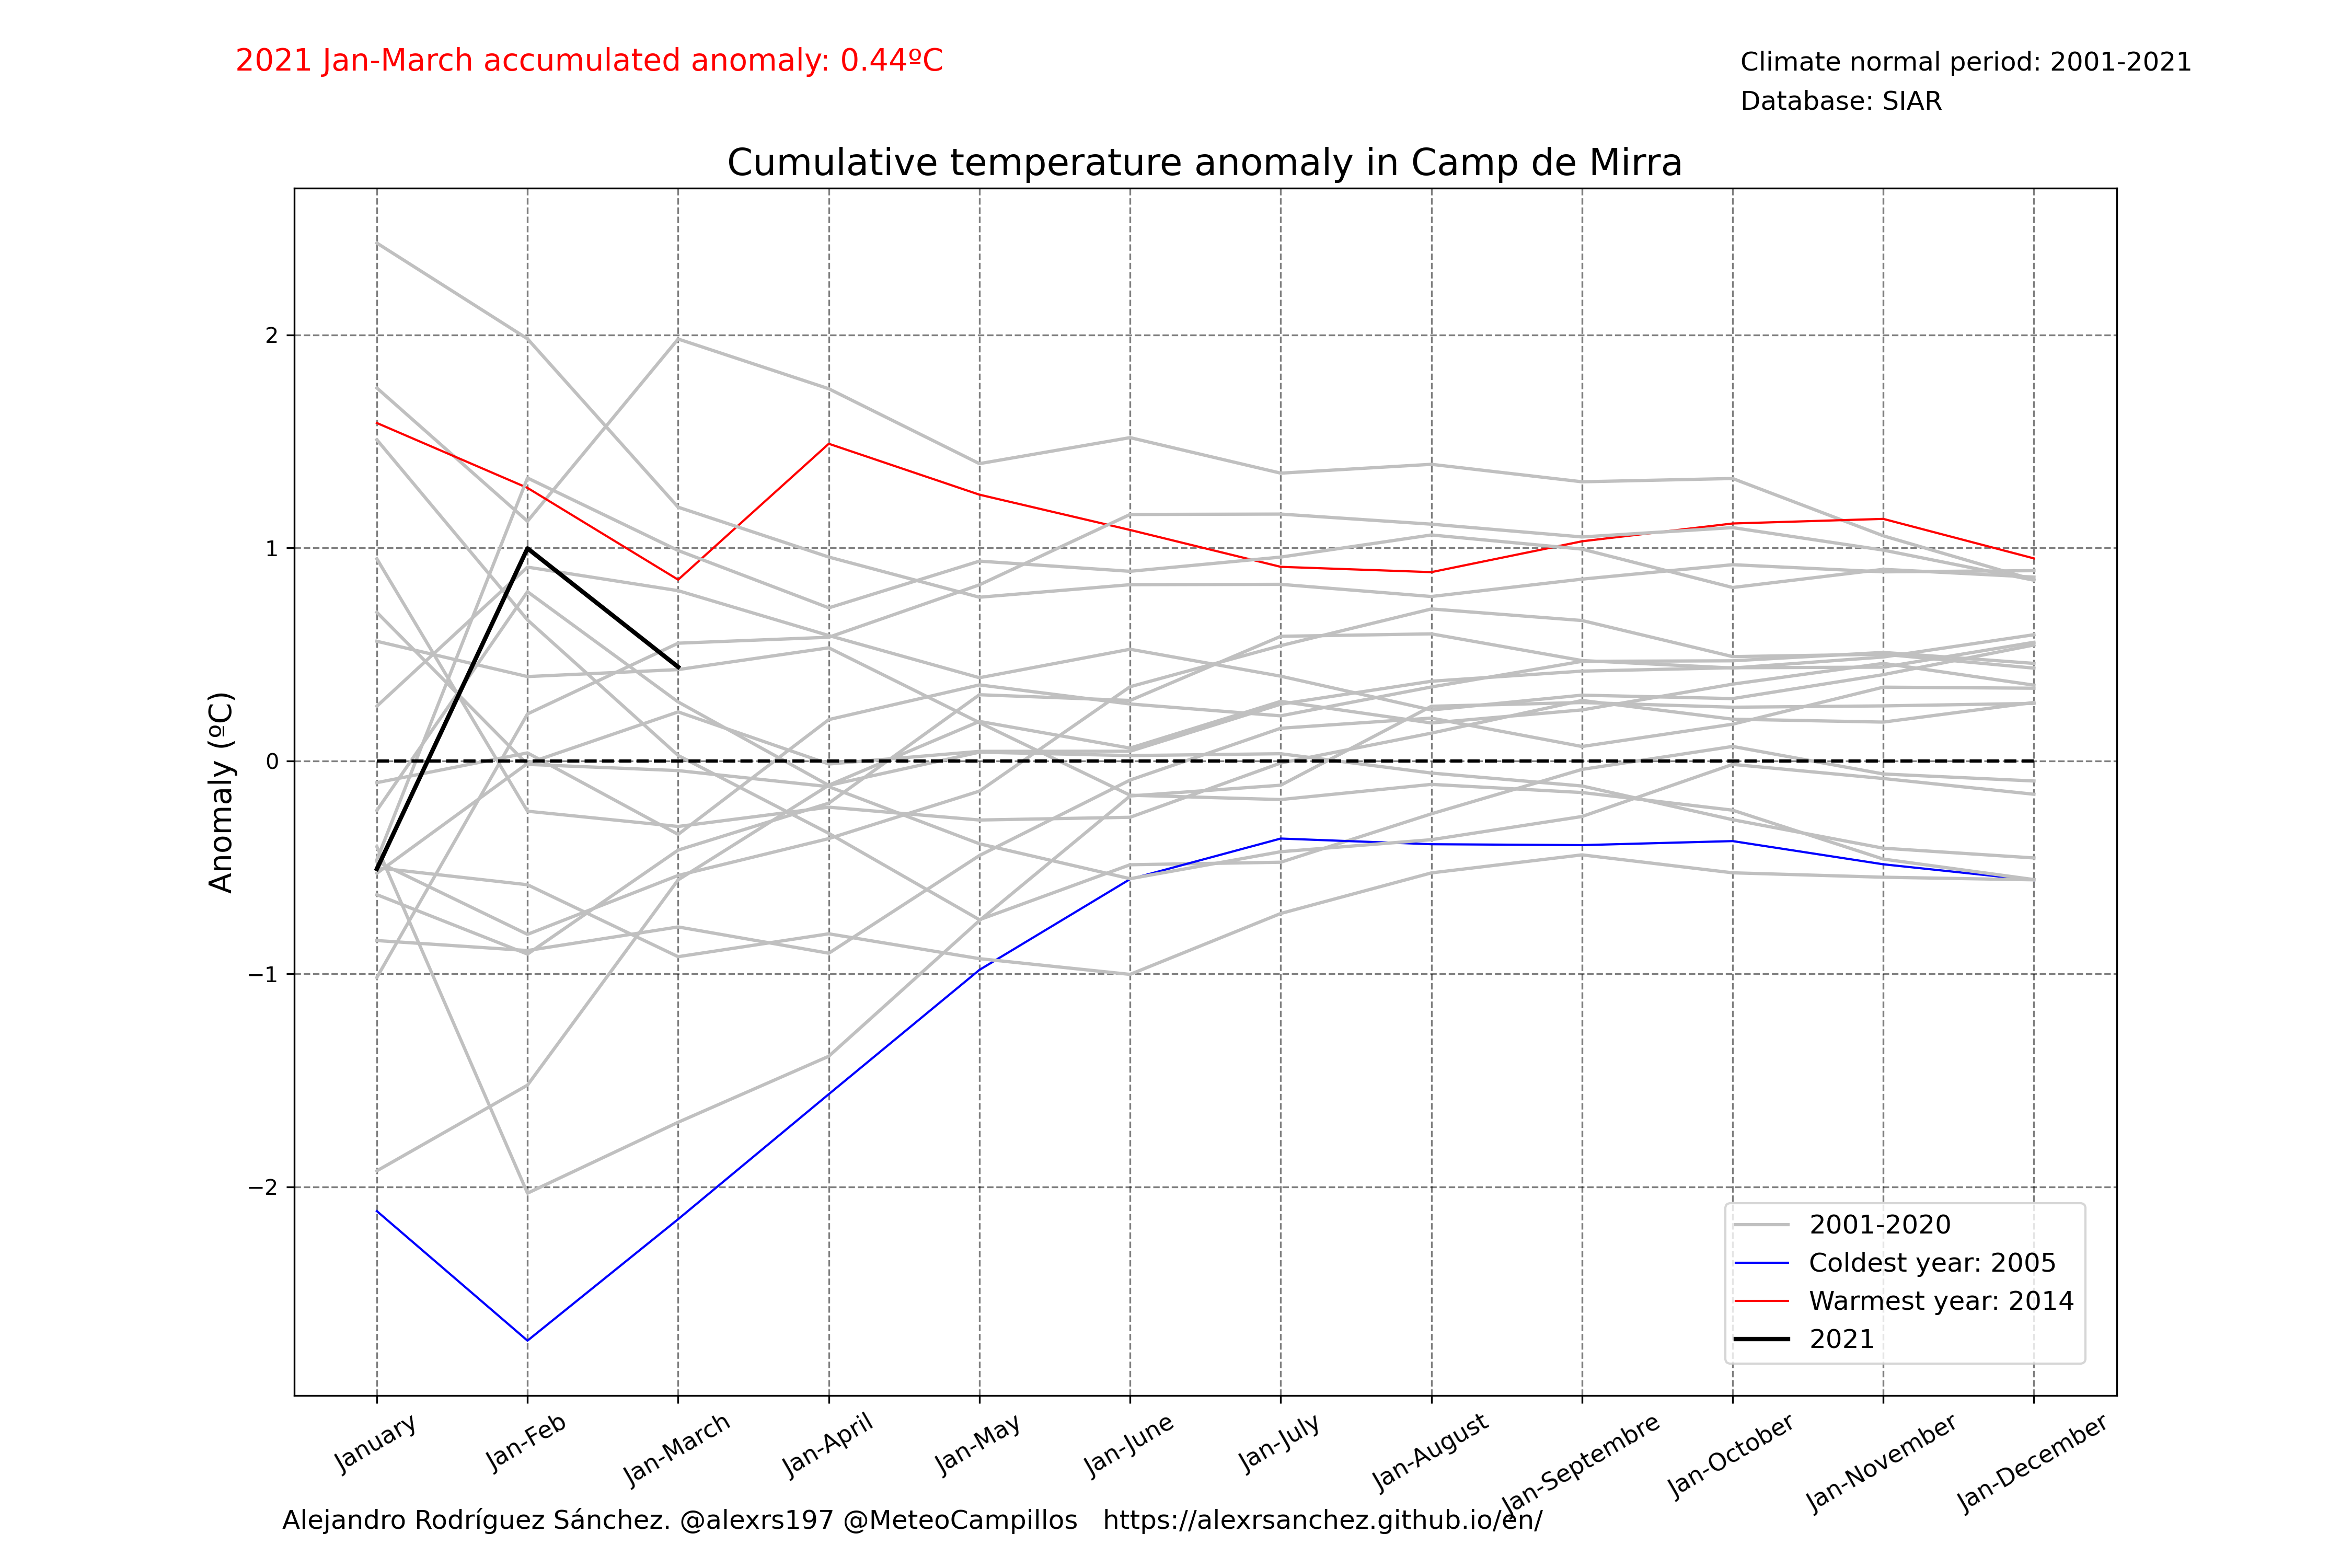 2021 Jan-March accumulated anomaly: 0.44ºC
Climate normal period: 2001-2021
Database: SIAR
Cumulative temperature anomaly in Camp de Mirra
Anomaly (ºC)
2
1
0
−1
−2
January
Jan-Feb
Jan-March
Jan-April
Jan-May
Jan-June
Jan-July
Jan-August
Jan-Septembre
Jan-October
Jan-November
Jan-December
2001-2020
Coldest year: 2005
Warmest year: 2014
2021
Alejandro Rodríguez Sánchez. @alexrs197 @MeteoCampillos https://alexrsanchez.github.io/en/